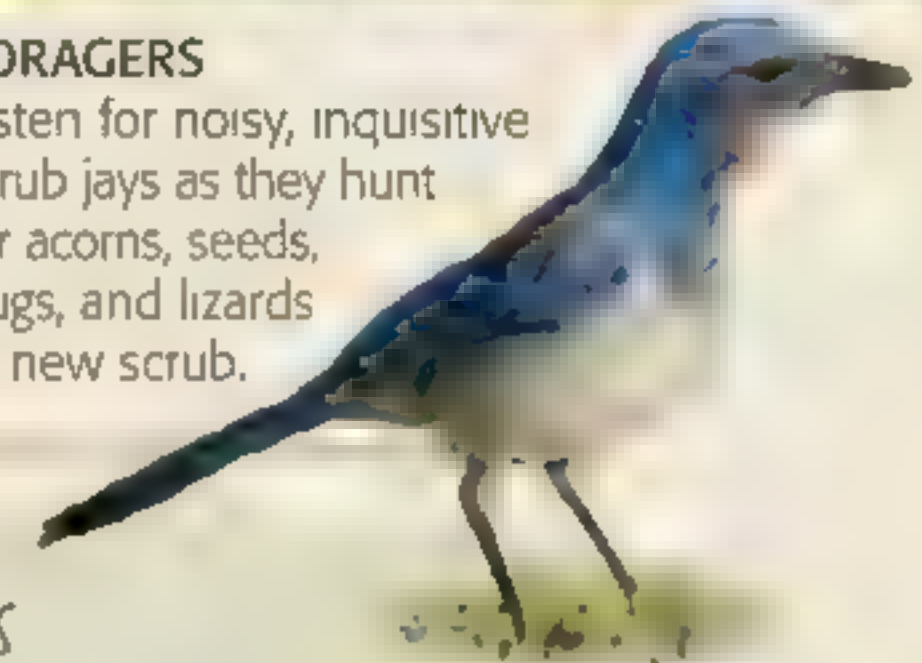 ORAGERS
sten for noisy, inquisitive
rub jays as they hunt
r acorns, seeds,
ugs, and lizards
new scrub.